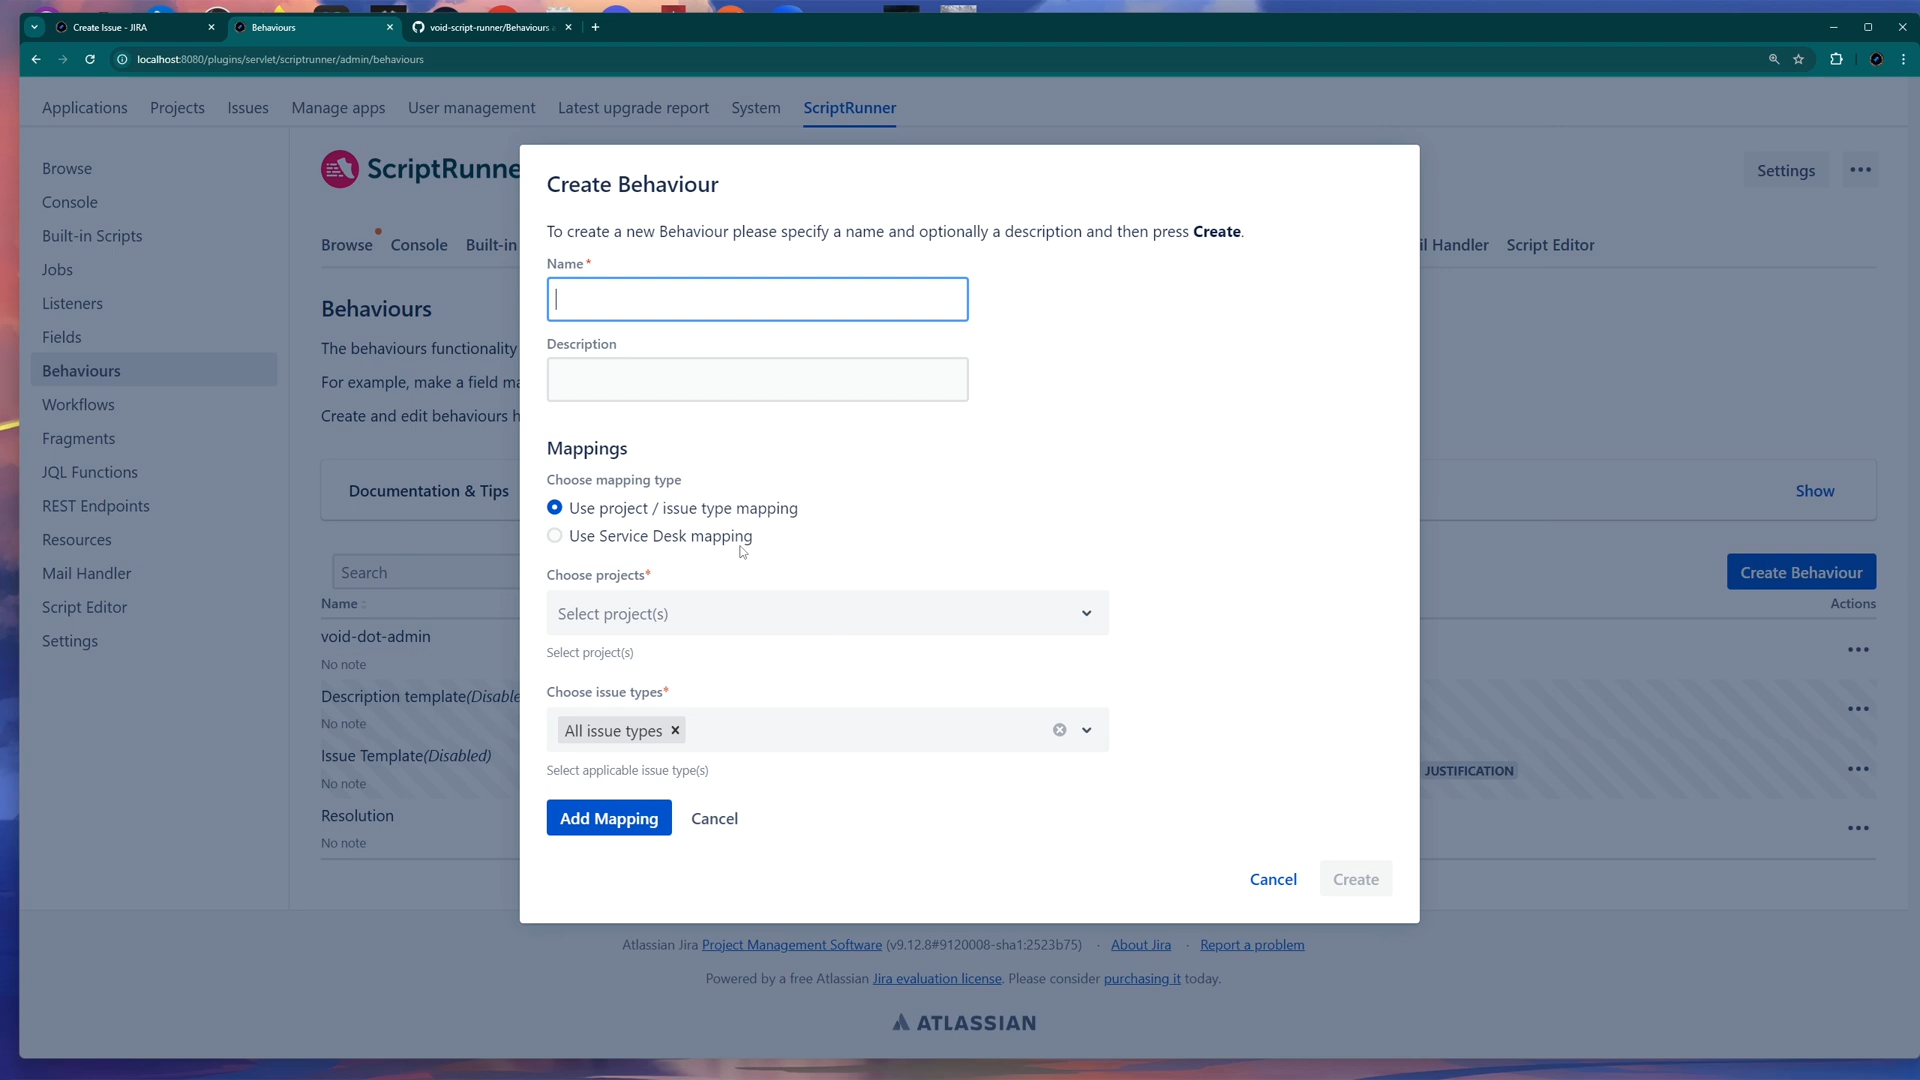 Create Issue - JIRA
Behaviours
void-script-runner/Behaviours
localhost:8080/plugins/servlet/scriptrunner/admin/behaviours
Applications Projects Issues Manage apps User management Latest upgrade report System ScriptRunner
Browse
Console
Built-in Scripts
Jobs
Listeners
Fields
Behaviours
Workflows
Fragments
JQL Functions
REST Endpoints
Resources
Mail Handler
Script Editor
Settings
ScriptRunne
Settings
Browse Console Built-in
il Handler Script Editor
Behaviours
The behaviours functionality
For example, make a field ma
Create and edit behaviours h
Documentation & Tips
Show
Search
Create Behaviour
Name
Actions
void-dot-admin
No note
Description template(Disable
No note
Issue Template(Disabled)
JUSTIFICATION
No note
Resolution
No note
Create Behaviour
To create a new Behaviour please specify a name and optionally a description and then press Create.
Name*
Description
Mappings
Choose mapping type
Use project / issue type mapping
Use Service Desk mapping
Choose projects*
Select project(s)
Select project(s)
Choose issue types*
All issue types
Select applicable issue type(s)
Add Mapping Cancel
Cancel Create
Atlassian Jira Project Management Software (v9.12.8#9120008-sha1:2523b75) · About Jira · Report a problem
Powered by a free Atlassian Jira evaluation license. Please consider purchasing it today.
ATLASSIAN